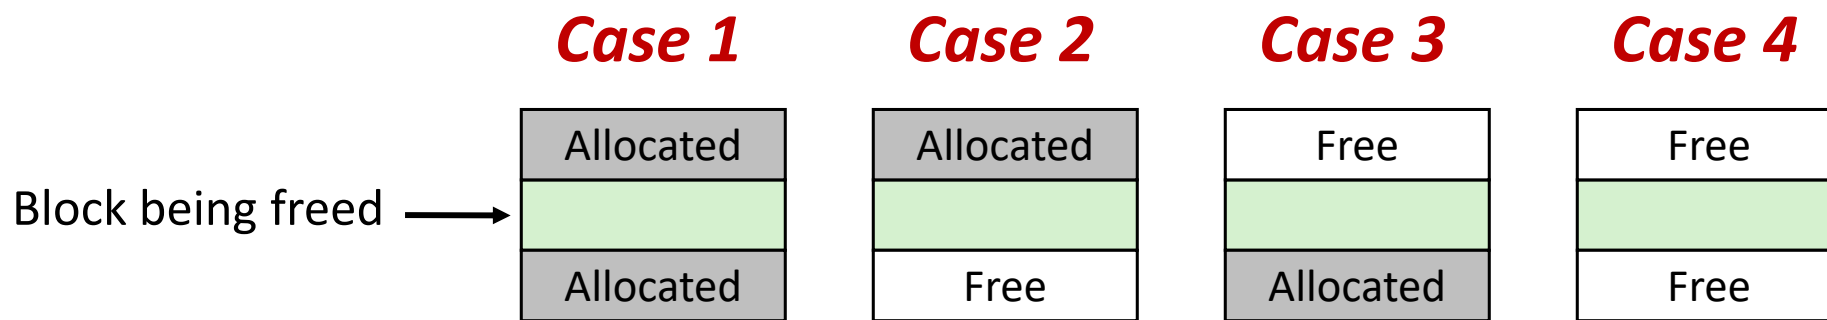 Case 1 Case 2 Case 3 Case 4
Allocated Allocated Free Free
Block being freed
Allocated Free Allocated Free